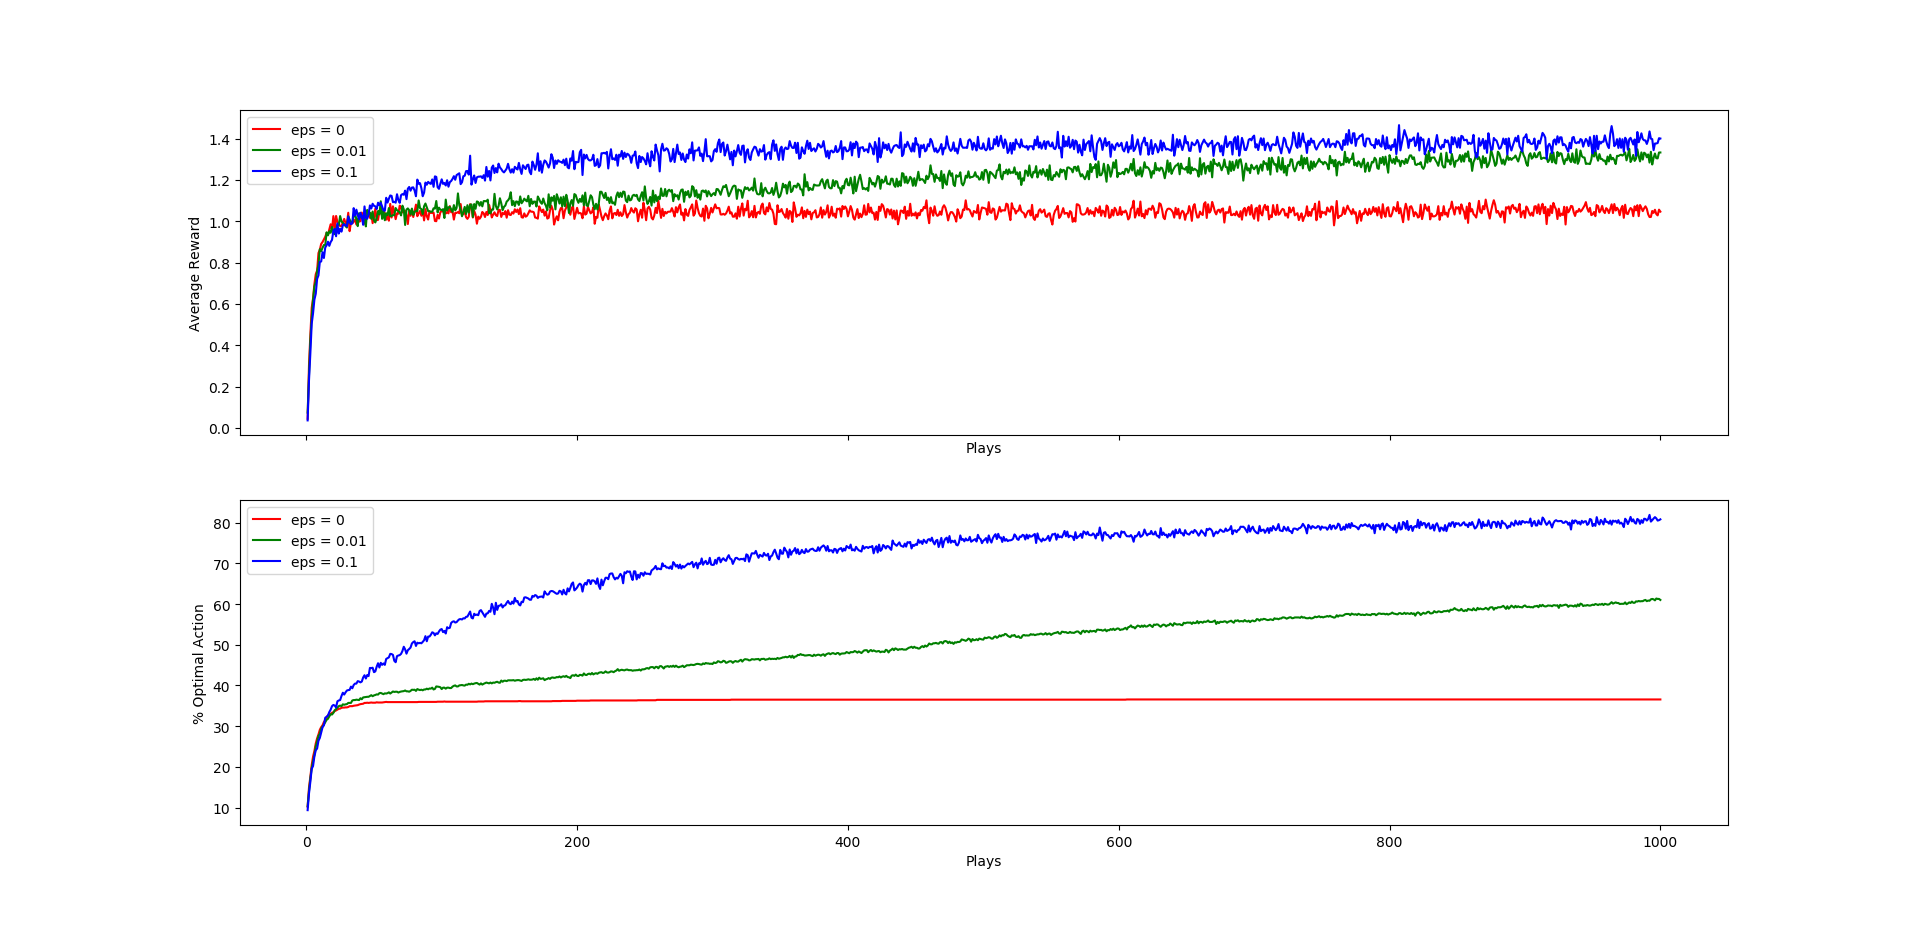 eps = 0
eps = 0.01
eps = 0.1
1.4
1.2
1.0
0.8
0.6
0.4
0.2
0.0
Average Reward
Plays
eps = 0
eps = 0.01
eps = 0.1
80
70
60
50
40
30
20
10
% Optimal Action
0 200 400 600 800 1000
Plays